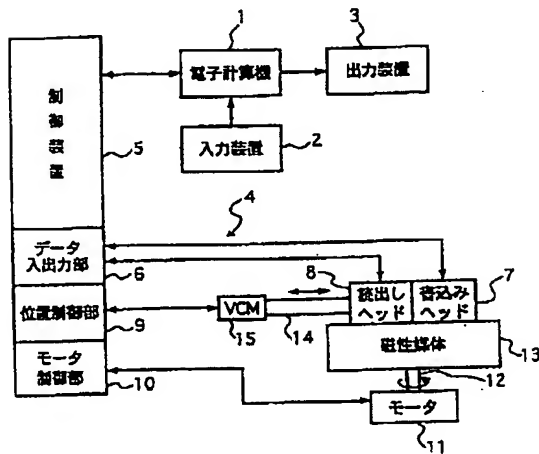 1
3
電子計算機
出力装置
制
御
装
置
5
入力装置
2
4
データ
入出力部
6
8
7
読出し
ヘッド
書込み
ヘッド
位置制御部
9
VCM
15
14
磁性媒体
13
モータ
制御部
10
12
モータ
11